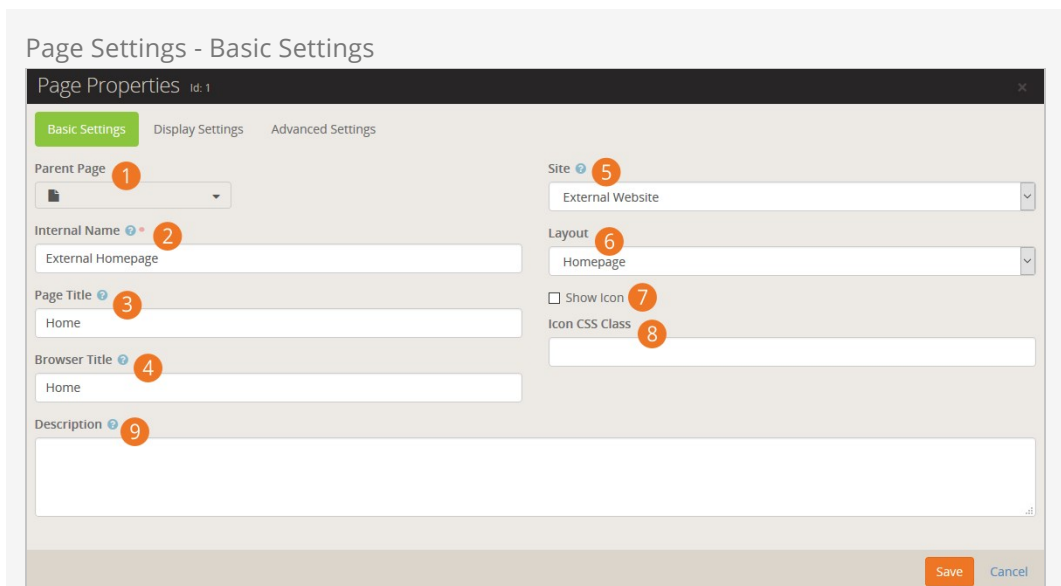 Page Settings - Basic Settings
Page Properties Id: 1 ×
Basic Settings Display Settings Advanced Settings
Parent Page 1
Internal Name ? * 2
External Homepage
Page Title ? 3
Home
Browser Title ? 4
Home
Site ? 5
External Website
Layout 6
Homepage
Show Icon 7
Icon CSS Class 8
Description ? 9
Save Cancel